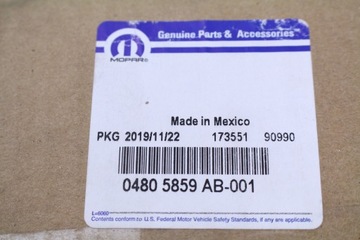 Genuine Parts & Accessories
MOPAR®
Made in Mexico
PKG 2019/11/22 173551 90990
0480 5859 AB-001
L=6060
Contents conform to U.S. Federal Motor Vehicle Safety Standards, if any are applicable.